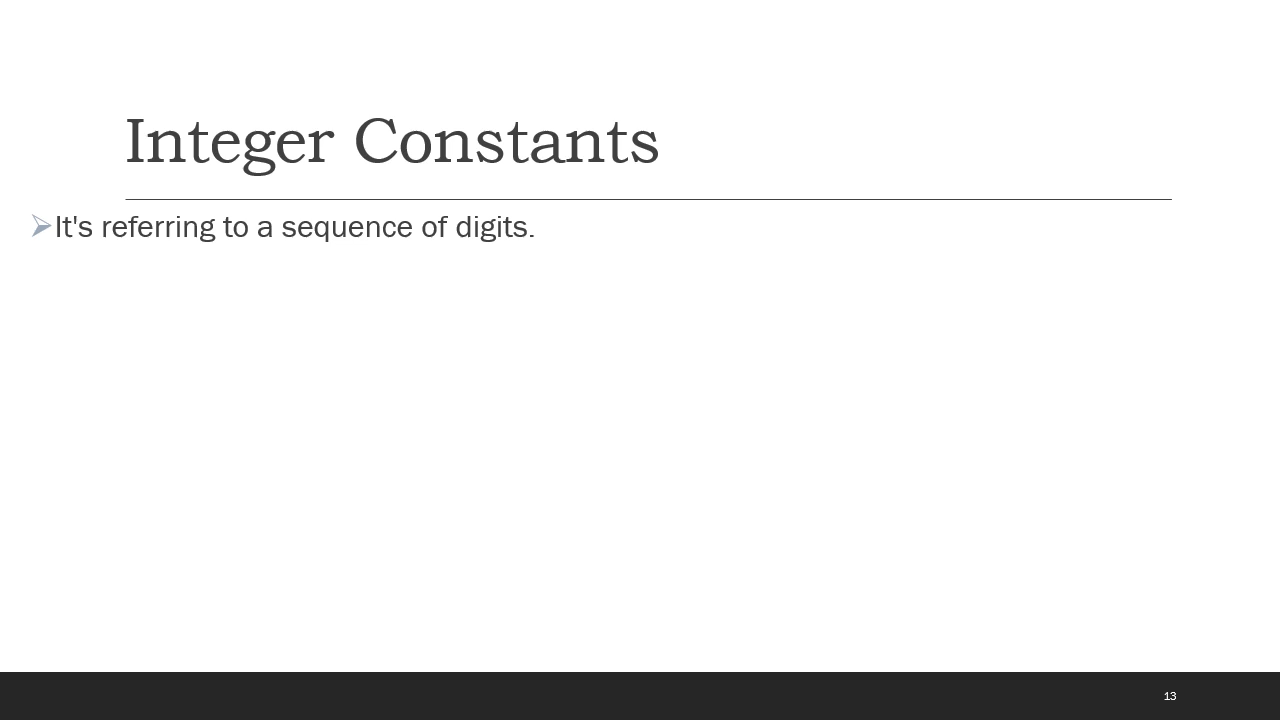 Integer Constants
It's referring to a sequence of digits.
13